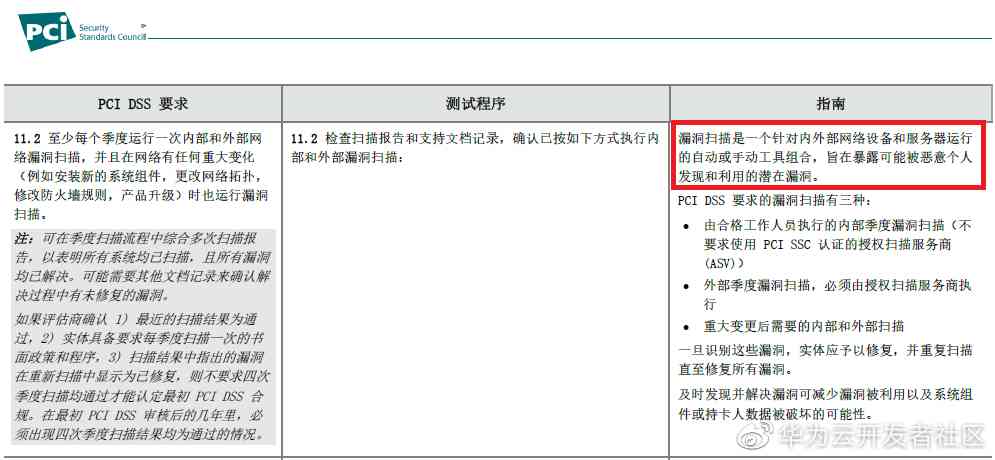 PCI Security
Standards Council
PCI DSS 要求
测试程序
指南
11.2 至少每个季度运行一次内部和外部网
络漏洞扫描，并且在网络有任何重大变化
（例如安装新的系统组件，更改网络拓扑，
修改防火墙规则，产品升级）时也运行漏洞
扫描。
注：可在季度扫描流程中综合多次扫描报
告，以表明所有系统均已扫描，且所有漏洞
均已解决。可能需要其他文档记录来确认解
决过程中有未修复的漏洞。
如果评估商确认 1) 最近的扫描结果为通
过，2) 实体具备要求每季度扫描一次的书
面政策和程序，3) 扫描结果中指出的漏洞
在重新扫描中显示为已修复，则不要求四次
季度扫描均通过才能认定最初 PCI DSS 合
规。在最初 PCI DSS 审核后的几年里，必
须出现四次季度扫描结果均为通过的情况。
11.2 检查扫描报告和支持文档记录，确认已按如下方式执行内
部和外部漏洞扫描：
漏洞扫描是一个针对内外部网络设备和服务器运行
的自动或手动工具组合，旨在暴露可能被恶意个人
发现和利用的潜在漏洞。
PCI DSS 要求的漏洞扫描有三种：
● 由合格工作人员执行的内部季度漏洞扫描（不
要求使用 PCI SSC 认证的授权扫描服务商
(ASV)）
● 外部季度漏洞扫描，必须由授权扫描服务商执
行
● 重大变更后需要的内部和外部扫描
一旦识别这些漏洞，实体应予以修复，并重复扫描
直至修复所有漏洞。
及时发现并解决漏洞可减少漏洞被利用以及系统组
件或持卡人数据被破坏的可能性。
华为云开发者社区